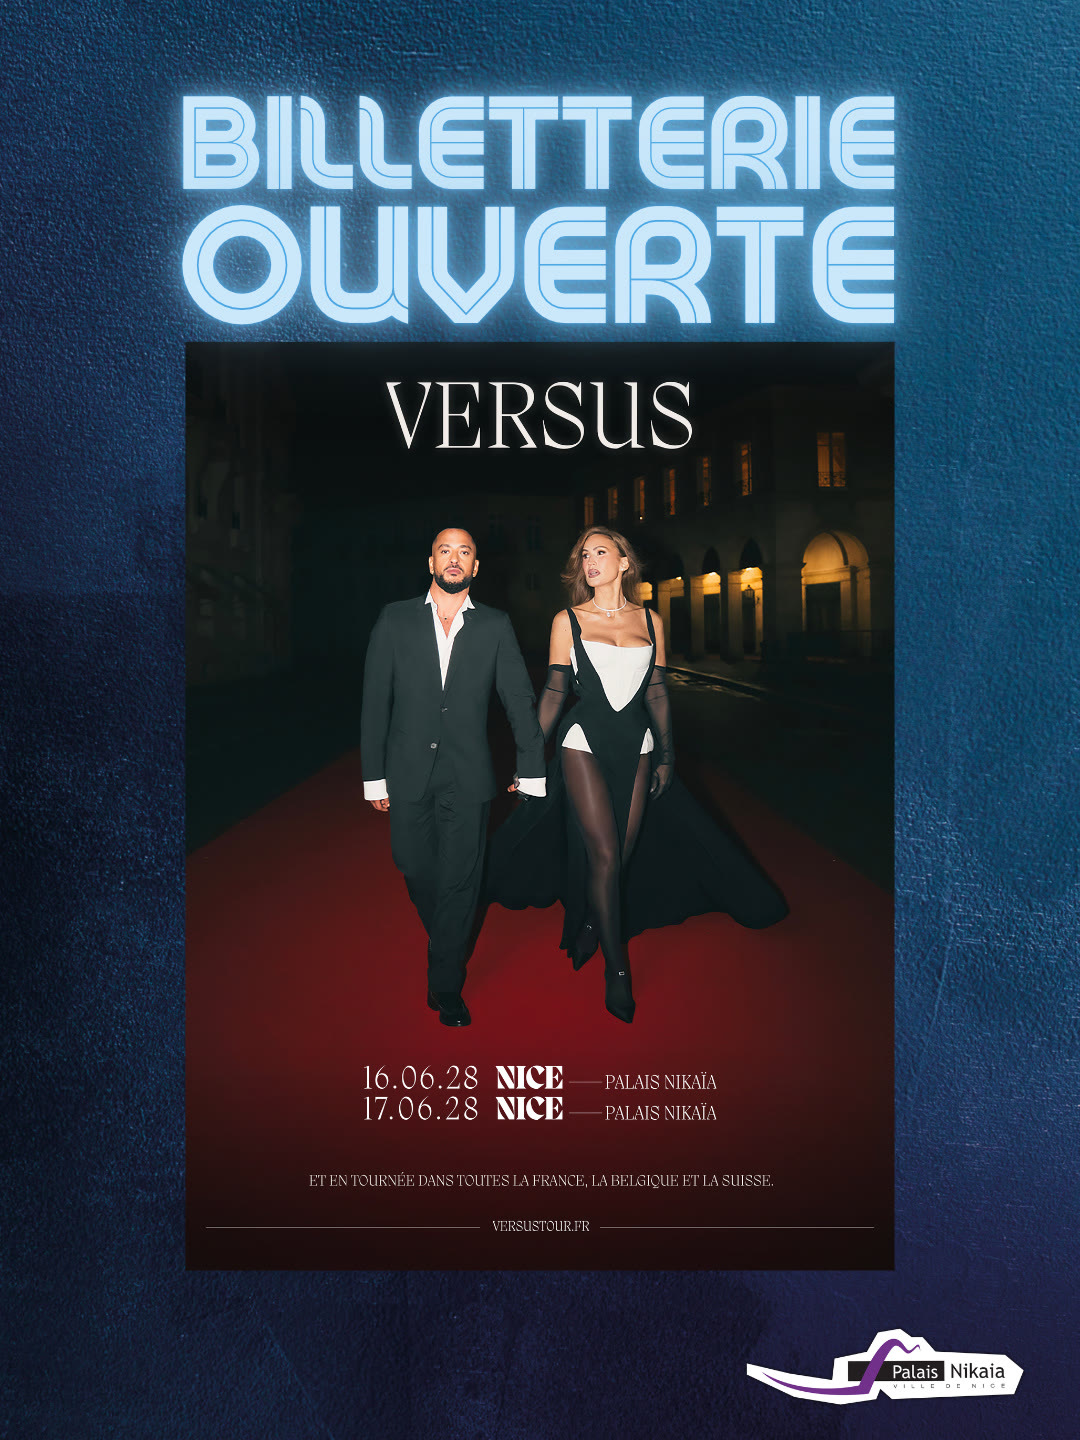 BILLETTERIE
OUVERTE
VERSUS
16.06.28 NICE — PALAIS NIKAÏA
17.06.28 NICE — PALAIS NIKAÏA
ET EN TOURNÉE DANS TOUTES LA FRANCE, LA BELGIQUE ET LA SUISSE.
VERSUSTOUR.FR
Palais Nikaia
VILLE DE NICE